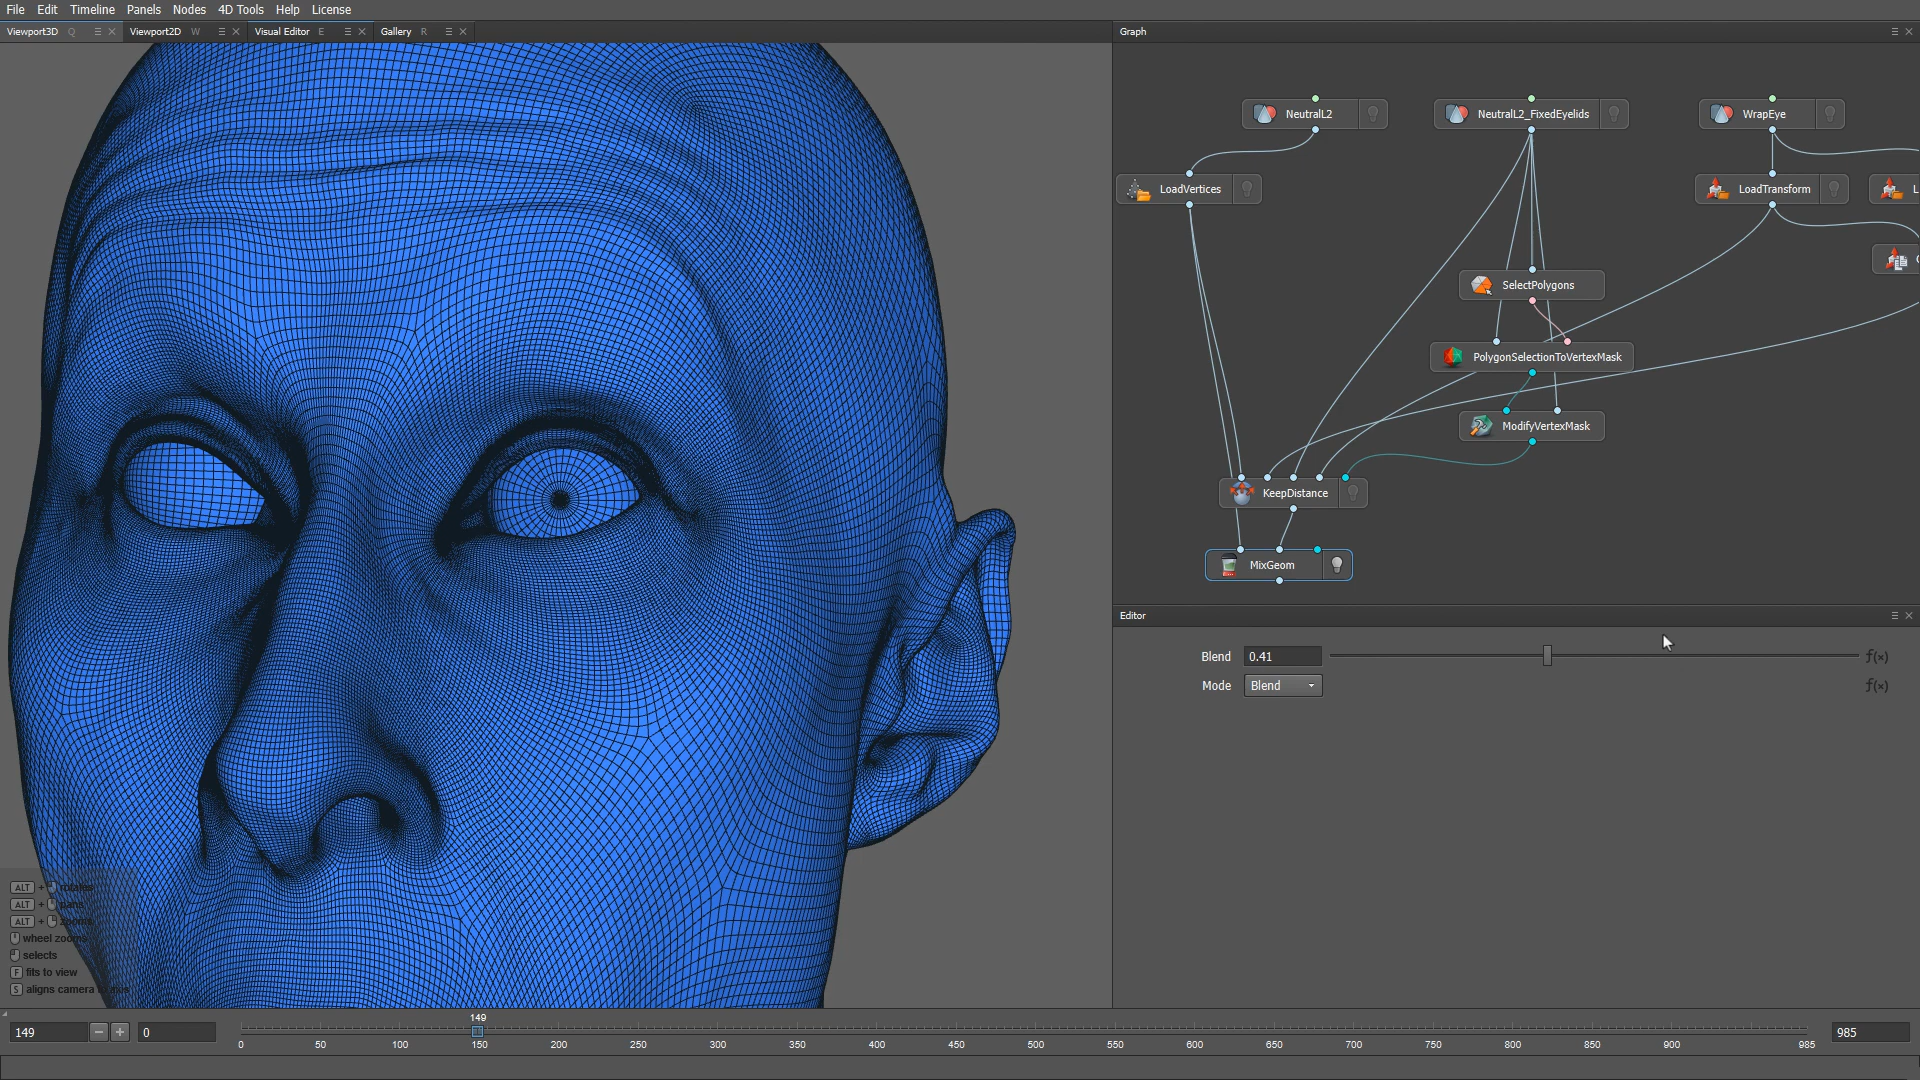 File Edit Timeline Panels Nodes 4D Tools Help License
Viewport3D Q Viewport2D W Visual Editor E Gallery R Graph
NeutralL2 NeutralL2_FixedEyelids WrapEye
LoadVertices LoadTransform L
SelectPolygons
PolygonSelectionToVertexMask
ModifyVertexMask
KeepDistance
MixGeom
Editor
Blend 0.41 f(x)
Mode Blend f(x)
ALT + rotates
ALT + pans
ALT + zooms
wheel zooms
selects
F fits to view
S aligns camera
149
149 − + 0 985
0 50 100 150 200 250 300 350 400 450 500 550 600 650 700 750 800 850 900 985